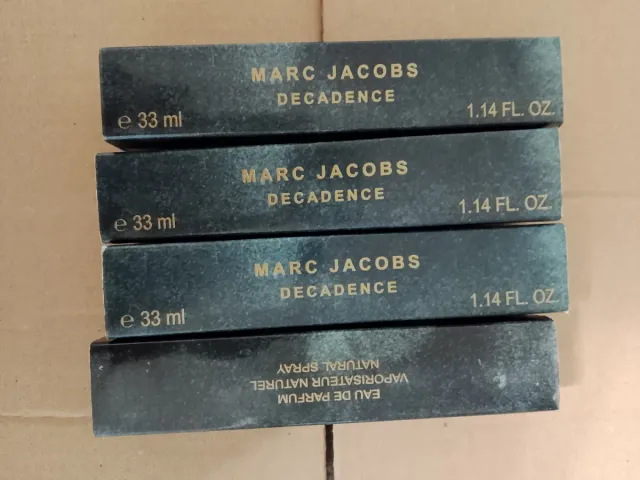 MARC JACOBS
DECADENCE
℮ 33 ml 1.14 FL. OZ.
MARC JACOBS
DECADENCE
℮ 33 ml 1.14 FL. OZ.
MARC JACOBS
DECADENCE
℮ 33 ml 1.14 FL. OZ.
EAU DE PARFUM
VAPORISATEUR NATUREL
NATURAL SPRAY